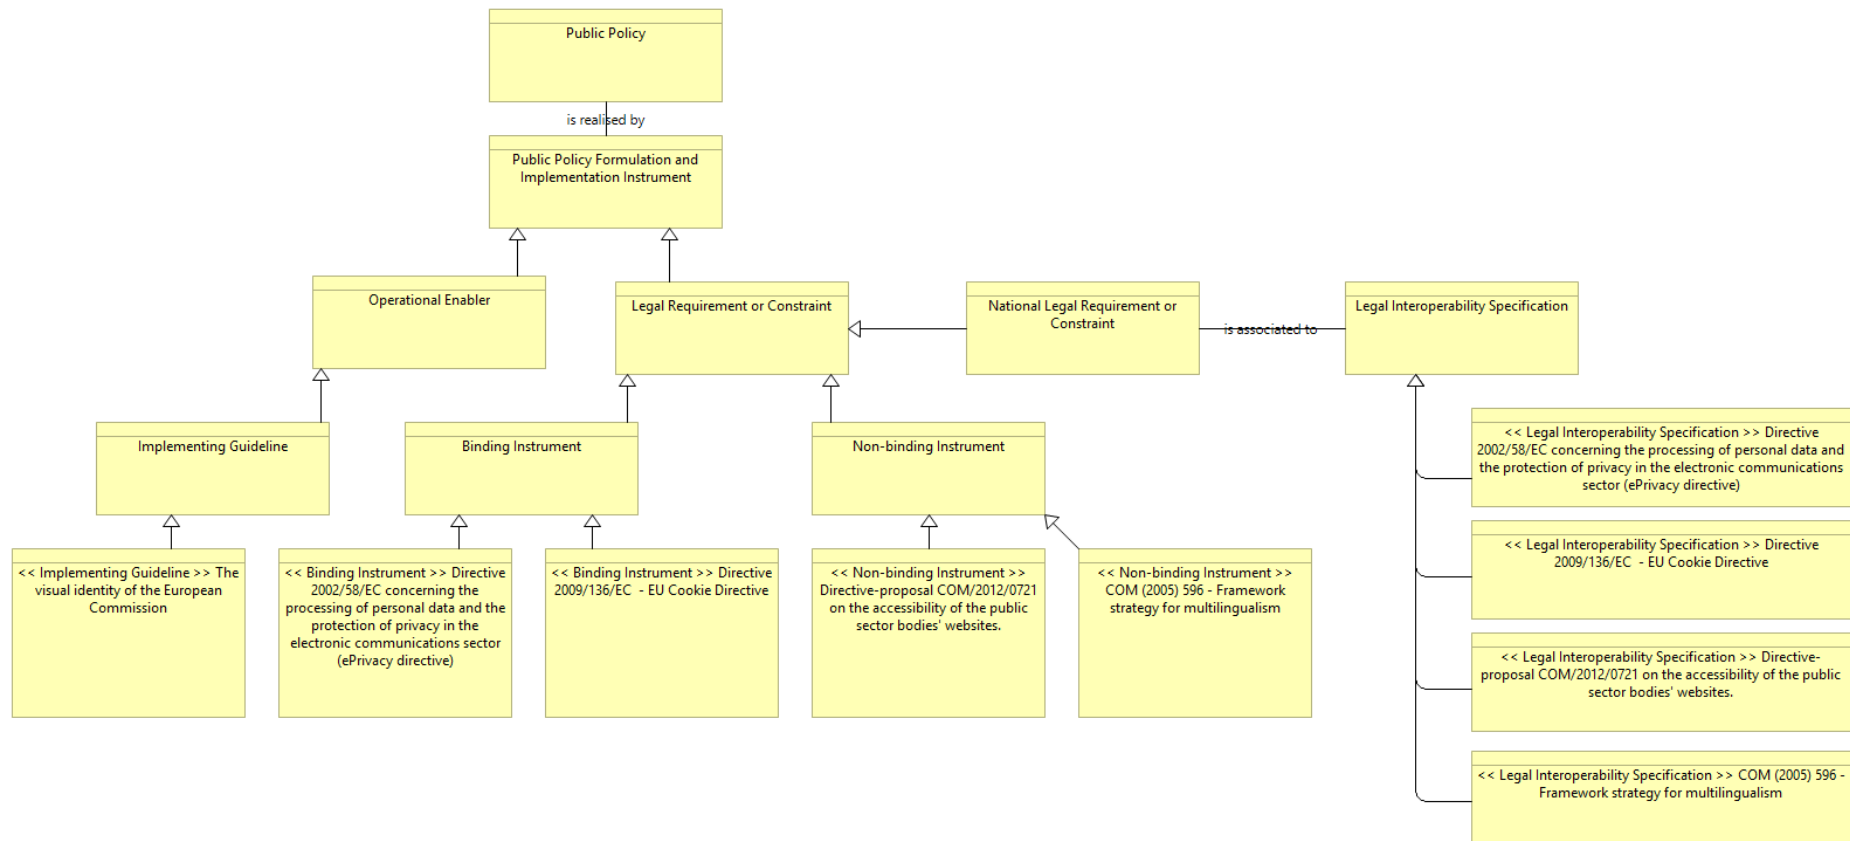 Public Policy
is realised by
Public Policy Formulation and
Implementation Instrument
Operational Enabler
Legal Requirement or Constraint
National Legal Requirement or
Constraint
is associated to
Legal Interoperability Specification
Implementing Guideline
Binding Instrument
Non-binding Instrument
<< Implementing Guideline >> The
visual identity of the European
Commission
<< Binding Instrument >> Directive
2002/58/EC concerning the
processing of personal data and the
protection of privacy in the
electronic communications sector
(ePrivacy directive)
<< Binding Instrument >> Directive
2009/136/EC  - EU Cookie Directive
<< Non-binding Instrument >>
Directive-proposal COM/2012/0721
on the accessibility of the public
sector bodies' websites.
<< Non-binding Instrument >>
COM (2005) 596 - Framework
strategy for multilingualism
<< Legal Interoperability Specification >> Directive
2002/58/EC concerning the processing of personal data and
the protection of privacy in the electronic communications
sector (ePrivacy directive)
<< Legal Interoperability Specification >> Directive
2009/136/EC  - EU Cookie Directive
<< Legal Interoperability Specification >> Directive-
proposal COM/2012/0721 on the accessibility of the public
sector bodies' websites.
<< Legal Interoperability Specification >> COM (2005) 596 -
Framework strategy for multilingualism